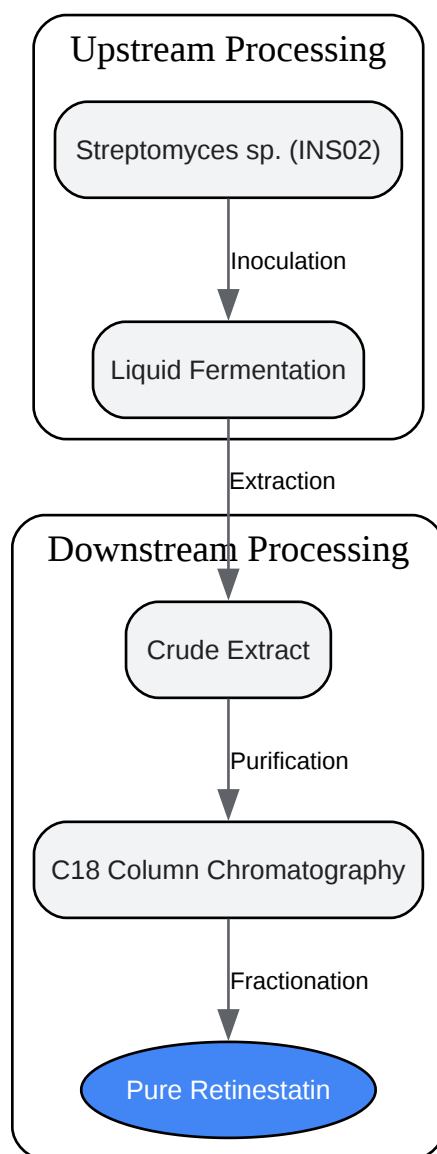 Upstream Processing
Streptomyces sp. (INS02)
Inoculation
Liquid Fermentation
Extraction
Downstream Processing
Crude Extract
Purification
C18 Column Chromatography
Fractionation
Pure Retinestatin